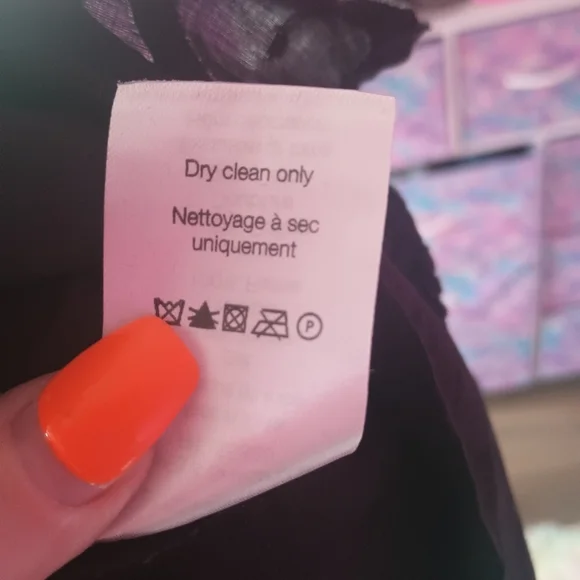 Dry clean only
Nettoyage à sec
uniquement
P